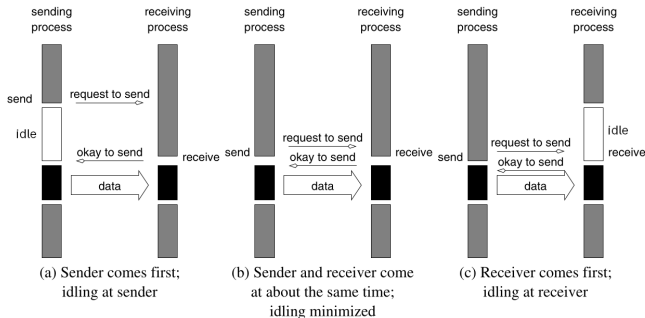 sending process
receiving process
send
request to send
idle
okay to send
receive
data
(a) Sender comes first;
idling at sender
sending process
receiving process
request to send
send
okay to send
receive
data
(b) Sender and receiver come
at about the same time;
idling minimized
sending process
receiving process
idle
request to send
send
okay to send
receive
data
(c) Receiver comes first;
idling at receiver